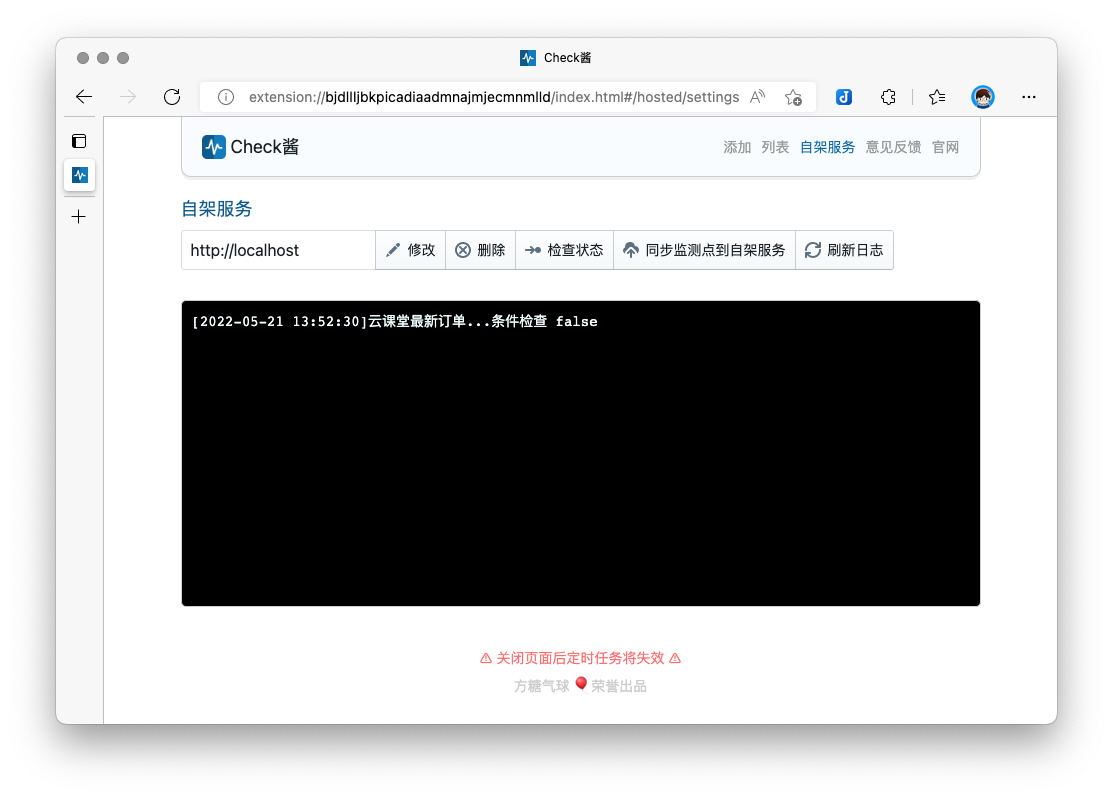 Check酱
extension://bjdlllljbkpicadiaadmnajmjecmnmlld/index.html#/hosted/settings
Check酱 添加 列表 自架服务 意见反馈 官网
自架服务
http://localhost 修改 删除 检查状态 同步监测点到自架服务 刷新日志
[2022-05-21 13:52:30]云课堂最新订单...条件检查 false
⚠ 关闭页面后定时任务将失效 ⚠
方糖气球 🎈 荣誉出品